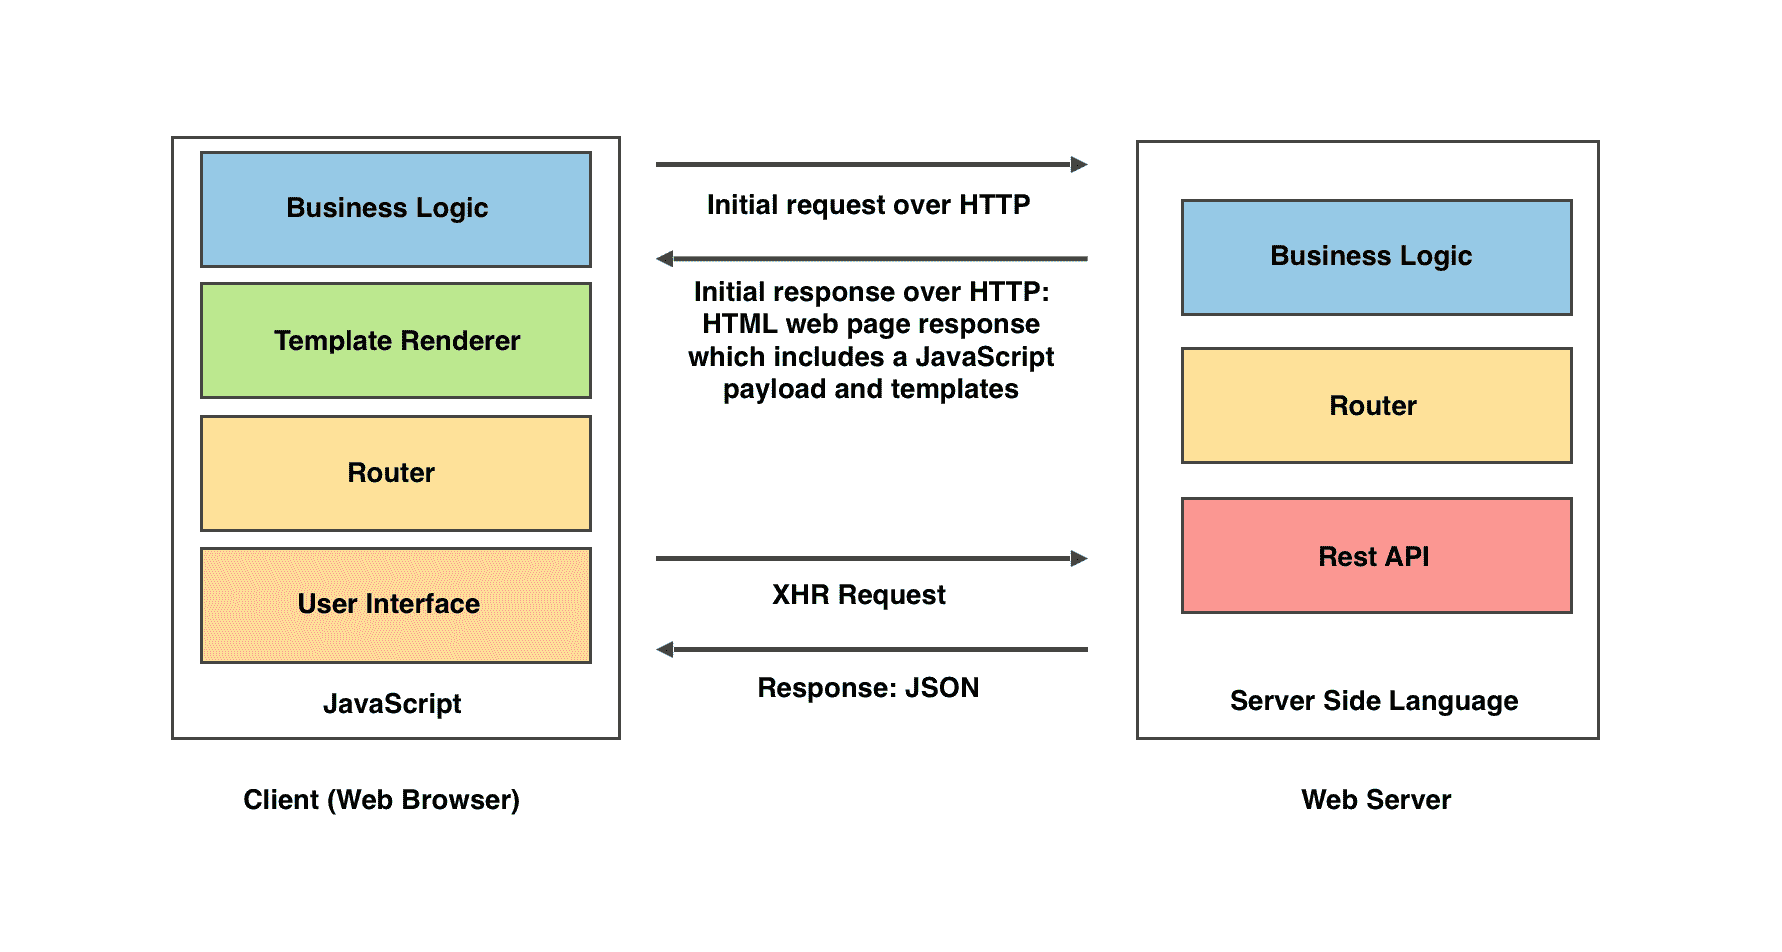 Business Logic
Template Renderer
Router
User Interface
JavaScript
Client (Web Browser)
Initial request over HTTP
Initial response over HTTP:
HTML web page response
which includes a JavaScript
payload and templates
XHR Request
Response: JSON
Business Logic
Router
Rest API
Server Side Language
Web Server